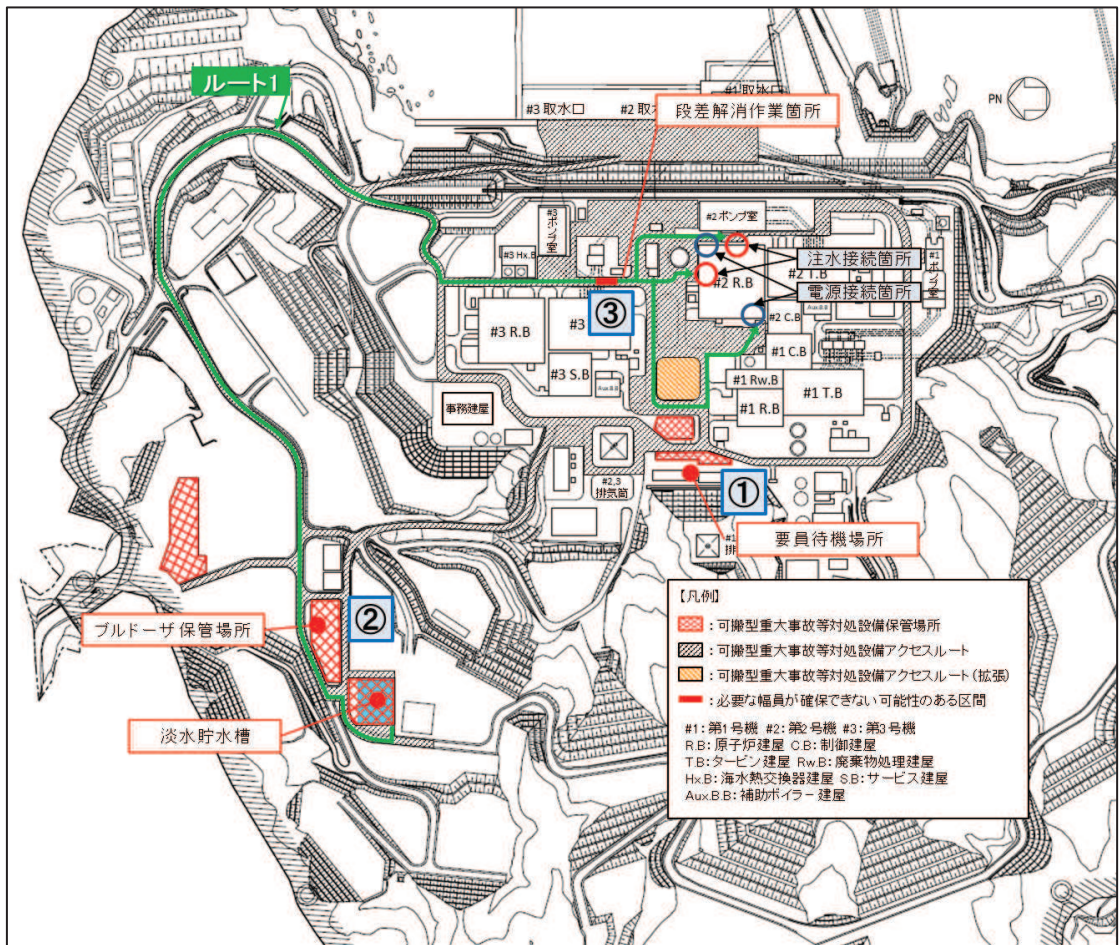 ルート1
PN
#1 取水口
#3 取水口
#2 取水
段差解消作業箇所
#3
ポンプ室
#2 ポンプ室
#3 Hx.B
#1
ポンプ室
注水接続箇所
#2 T.B
電源接続箇所
#2 R.B
Aux.B.B
③
#2 C.B
#3 R.B
#3
#1 C.B
#3 S.B
Aux.B.B
#1 Rw.B
#1 T.B
#1 R.B
事務建屋
#2,3
排気筒
①
#1
排
要員待機場所
【凡例】
:可搬型重大事故等対処設備保管場所
:可搬型重大事故等対処設備アクセスルート
:可搬型重大事故等対処設備アクセスルート(拡張)
:必要な幅員が確保できない可能性のある区間
#1:第1号機 #2:第2号機 #3:第3号機
R.B:原子炉建屋 C.B:制御建屋
T.B:タービン建屋 Rw.B:廃棄物処理建屋
Hx.B:海水熱交換器建屋 S.B:サービス建屋
Aux.B.B:補助ボイラー建屋
ブルドーザ保管場所
②
淡水貯水槽